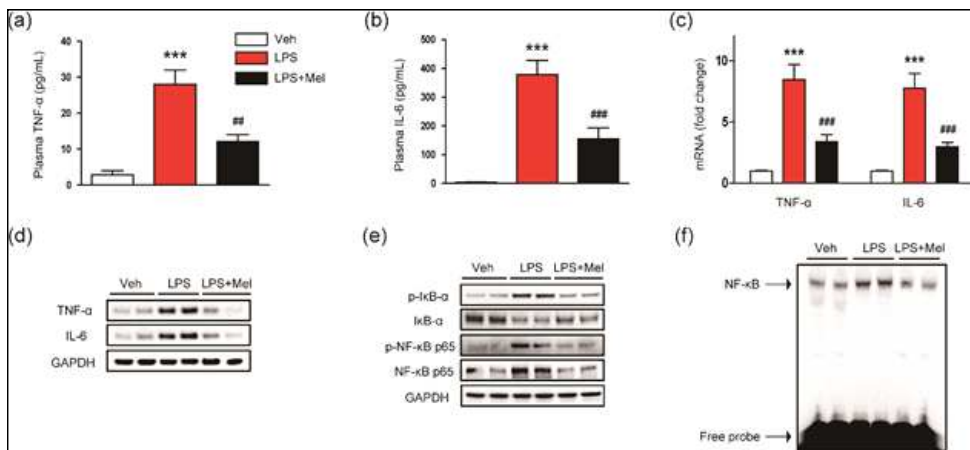 (a)
Plasma TNF-α (pg/mL)
40
30
20
10
0
***
##
Veh
LPS
LPS+Mel
(b)
Plasma IL-6 (pg/mL)
500
400
300
200
100
0
***
###
(c)
mRNA (fold change)
10
5
0
***
###
***
###
TNF-α
IL-6
(d)
Veh LPS LPS+Mel
TNF-α
IL-6
GAPDH
(e)
Veh LPS LPS+Mel
p-IκB-α
IκB-α
p-NF-κB p65
NF-κB p65
GAPDH
(f)
Veh LPS LPS+Mel
NF-κB
Free probe